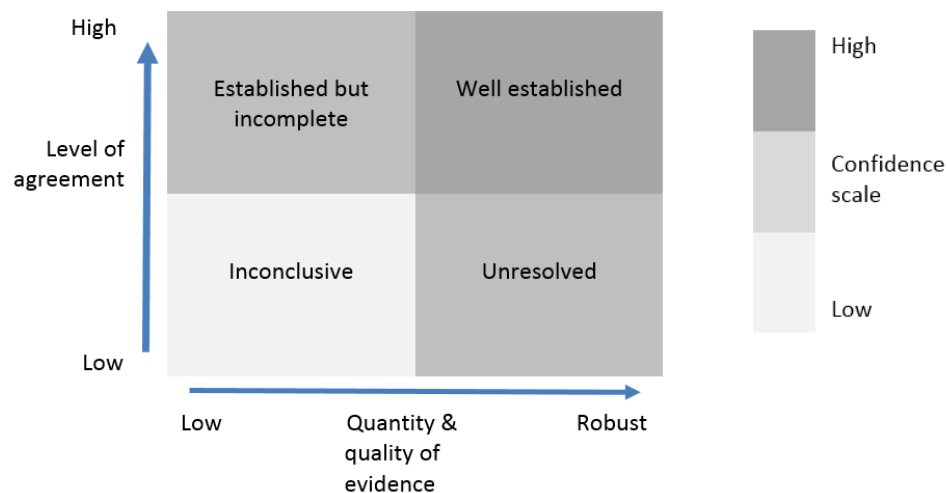 High
Established but
incomplete
Well established
Level of
agreement
Inconclusive
Unresolved
Low
Low
Quantity &
quality of
evidence
Robust
High
Confidence
scale
Low